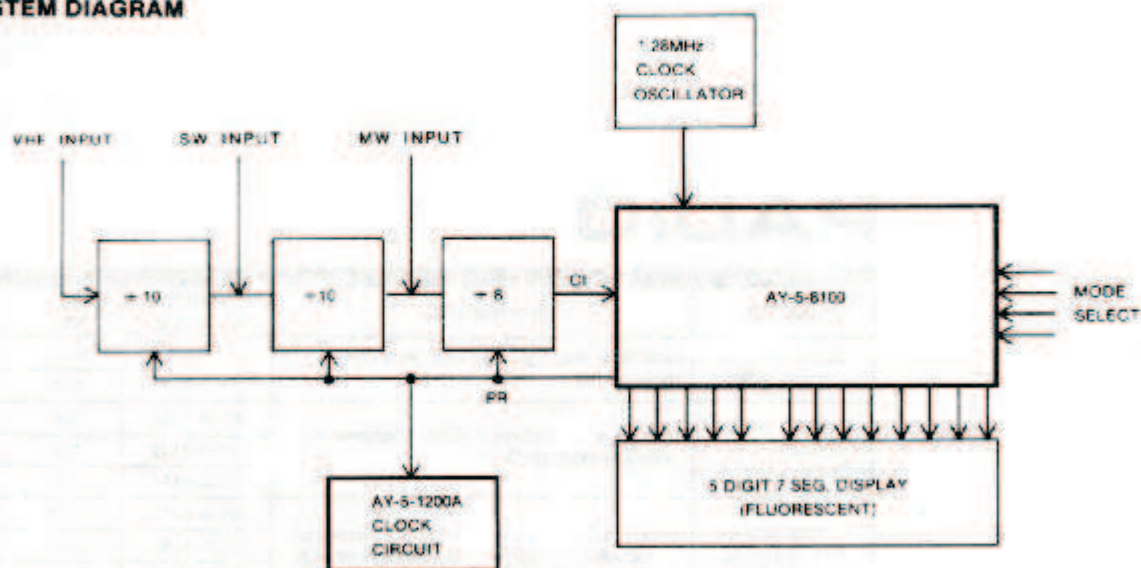 STEM DIAGRAM
1.28MHz
CLOCK
OSCILLATOR
VHF INPUT
SW INPUT
MW INPUT
÷ 10
÷10
÷ 8
CI
AY-5-8100
MODE
SELECT
PR
AY-5-1200A
CLOCK
CIRCUIT
5 DIGIT 7 SEG. DISPLAY
(FLUORESCENT)